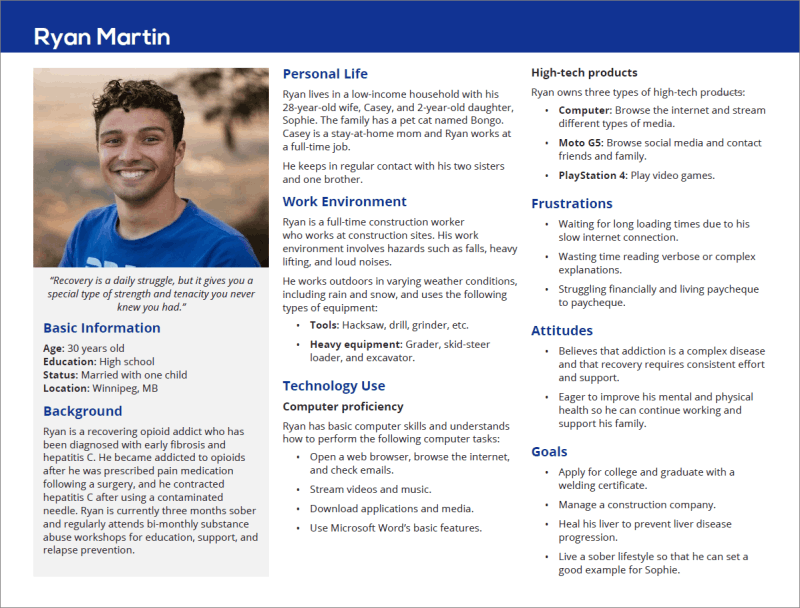 Ryan Martin
"Recovery is a daily struggle, but it gives you a
special type of strength and tenacity you never
knew you had."
Basic Information
Age: 30 years old
Education: High school
Status: Married with one child
Location: Winnipeg, MB
Background
Ryan is a recovering opioid addict who has
been diagnosed with early fibrosis and
hepatitis C. He became addicted to opioids
after he was prescribed pain medication
following a surgery, and he contracted
hepatitis C after using a contaminated
needle. Ryan is currently three months sober
and regularly attends bi-monthly substance
abuse workshops for education, support, and
relapse prevention.
Personal Life
Ryan lives in a low-income household with his
28-year-old wife, Casey, and 2-year-old daughter,
Sophie. The family has a pet cat named Bongo.
Casey is a stay-at-home mom and Ryan works at
a full-time job.
He keeps in regular contact with his two sisters
and one brother.
Work Environment
Ryan is a full-time construction worker
who works at construction sites. His work
environment involves hazards such as falls, heavy
lifting, and loud noises.
He works outdoors in varying weather conditions,
including rain and snow, and uses the following
types of equipment:
• Tools: Hacksaw, drill, grinder, etc.
• Heavy equipment: Grader, skid-steer
loader, and excavator.
Technology Use
Computer proficiency
Ryan has basic computer skills and understands
how to perform the following computer tasks:
• Open a web browser, browse the internet,
and check emails.
• Stream videos and music.
• Download applications and media.
• Use Microsoft Word's basic features.
High-tech products
Ryan owns three types of high-tech products:
• Computer: Browse the internet and stream
different types of media.
• Moto G5: Browse social media and contact
friends and family.
• PlayStation 4: Play video games.
Frustrations
• Waiting for long loading times due to his
slow internet connection.
• Wasting time reading verbose or complex
explanations.
• Struggling financially and living paycheque
to paycheque.
Attitudes
• Believes that addiction is a complex disease
and that recovery requires consistent effort
and support.
• Eager to improve his mental and physical
health so he can continue working and
support his family.
Goals
• Apply for college and graduate with a
welding certificate.
• Manage a construction company.
• Heal his liver to prevent liver disease
progression.
• Live a sober lifestyle so that he can set a
good example for Sophie.